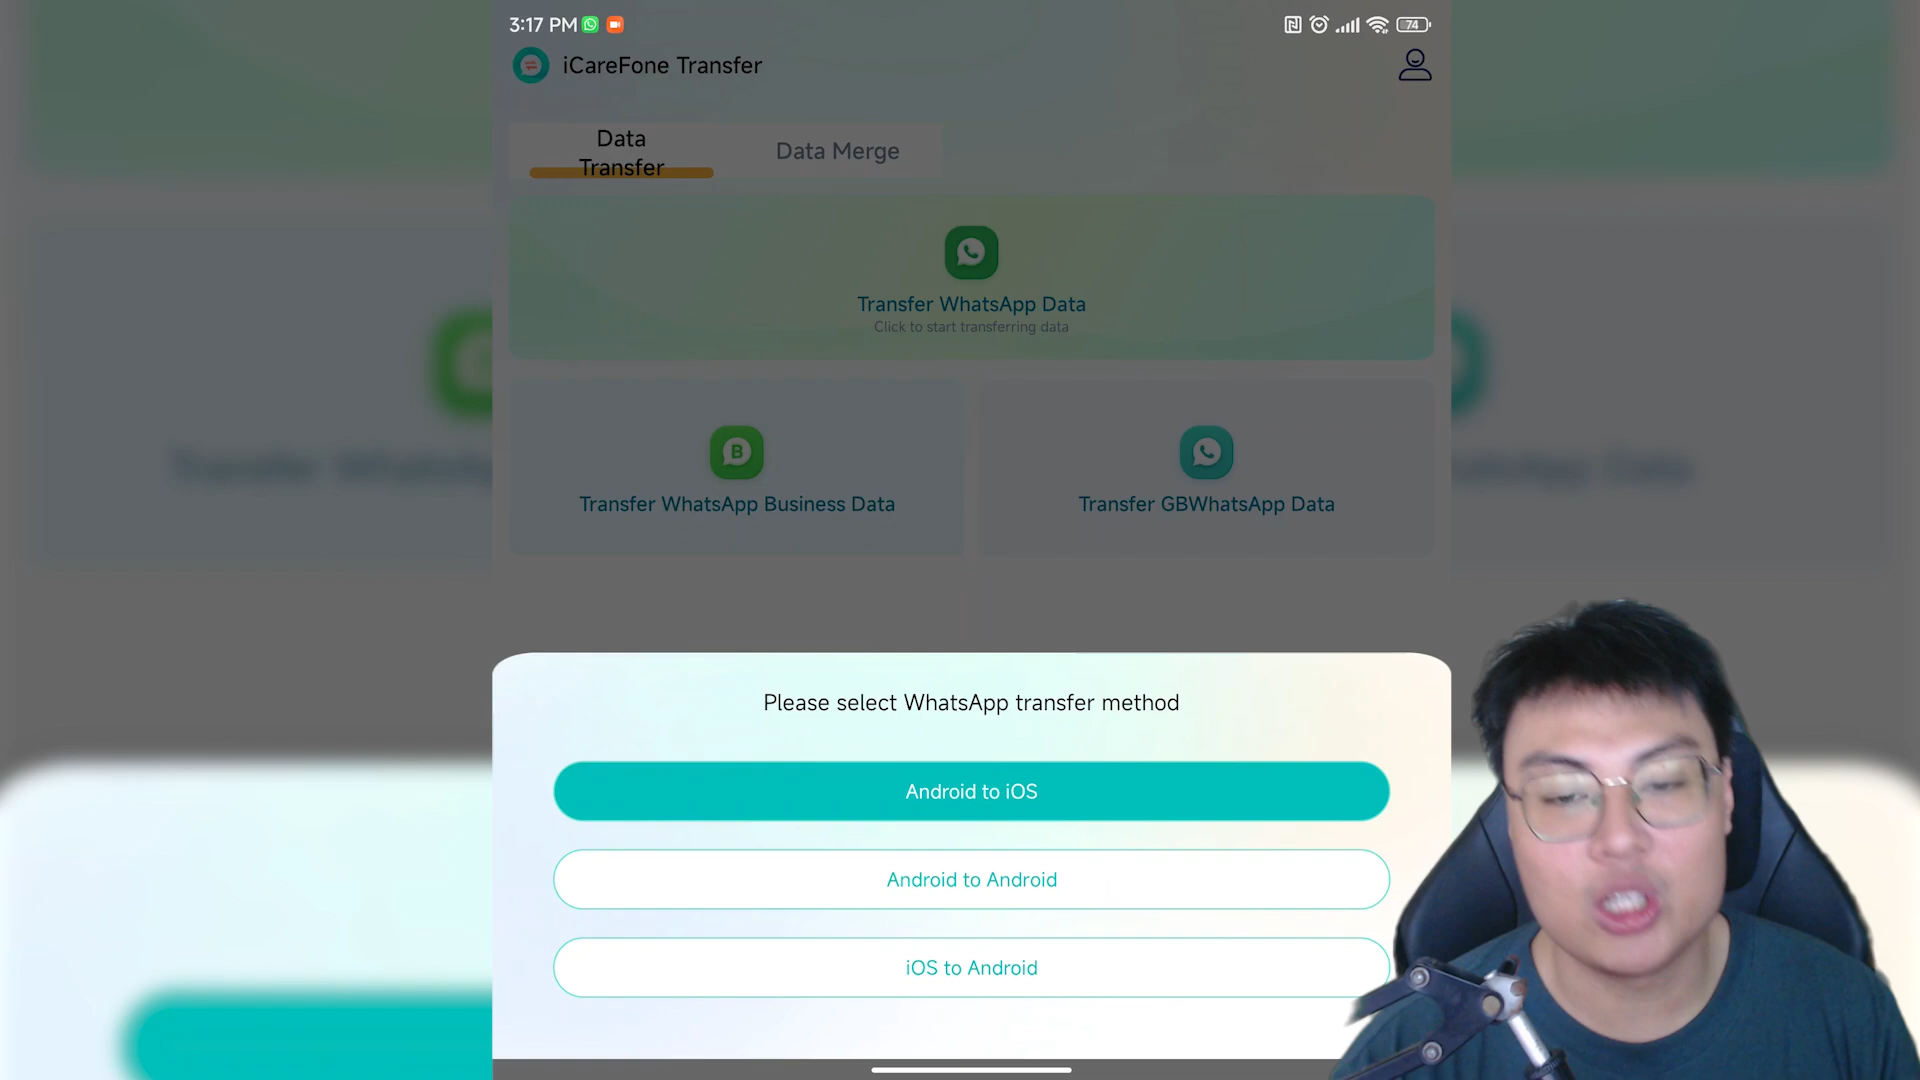 3:17 PM
74
iCareFone Transfer
Data
Transfer
Data Merge
Transfer WhatsApp Data
Click to start transferring data
B
Transfer WhatsApp Business Data
Transfer GBWhatsApp Data
Please select WhatsApp transfer method
Android to iOS
Android to Android
iOS to Android